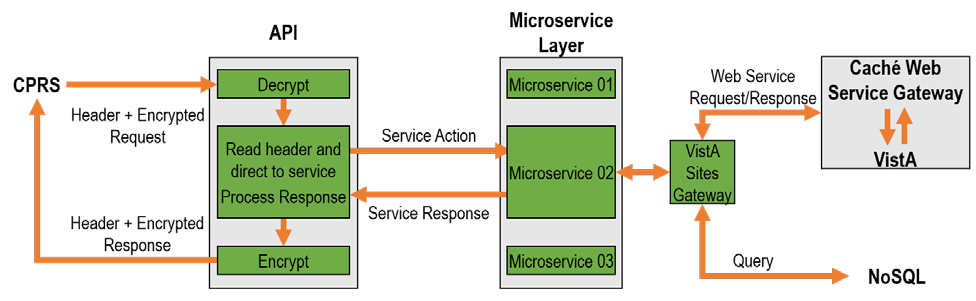 API
Microservice
Layer
CPRS
Decrypt
Header + Encrypted
Request
Read header and
direct to service
Process Response
Header + Encrypted
Response
Encrypt
Service Action
Service Response
Microservice 01
Microservice 02
Microservice 03
VistA
Sites
Gateway
Web Service
Request/Response
Caché Web
Service Gateway
VistA
Query
NoSQL